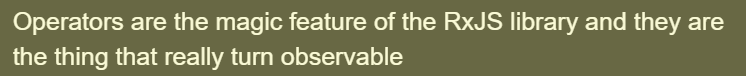 Operators are the magic feature of the RxJS library and they are
the thing that really turn observable